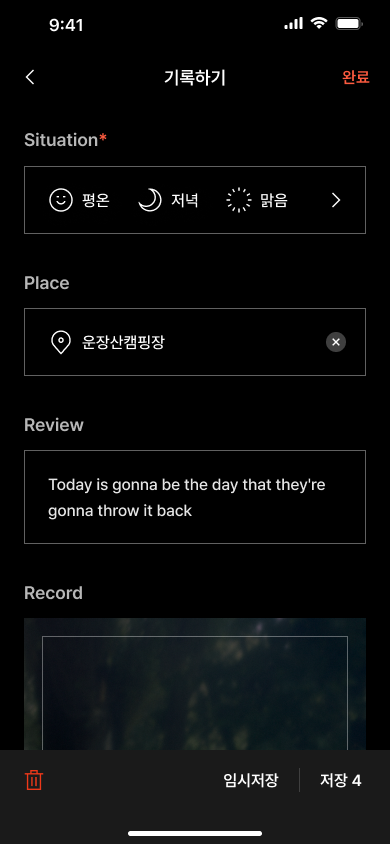 9:41
기록하기
완료
Situation*
평온 저녁 맑음
Place
운장산캠핑장
Review
Today is gonna be the day that they're
gonna throw it back
Record
임시저장 저장 4